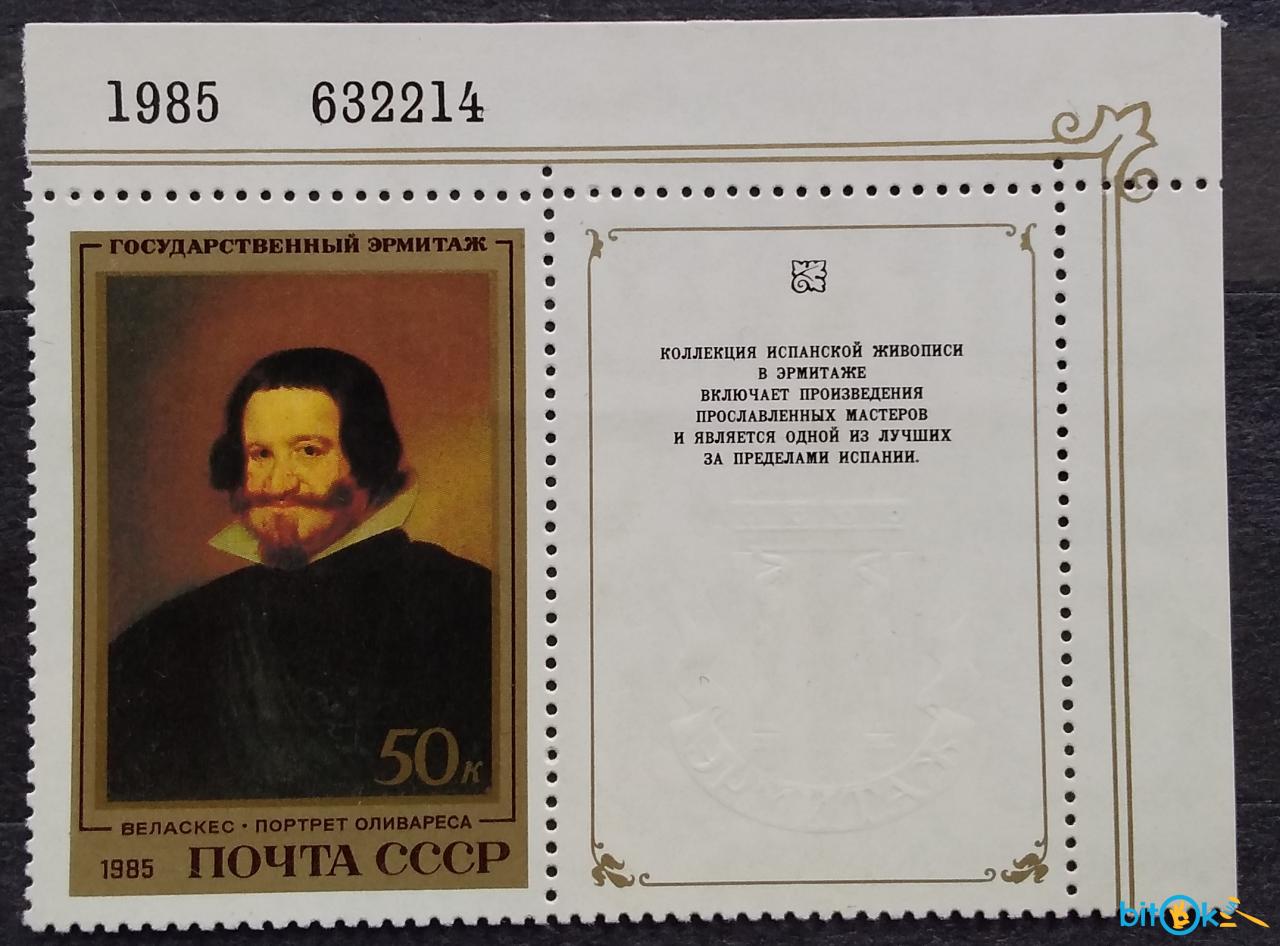 1985 632214
ГОСУДАРСТВЕННЫЙ ЭРМИТАЖ
50к
ВЕЛАСКЕС · ПОРТРЕТ ОЛИВАРЕСА
1985 ПОЧТА СССР
КОЛЛЕКЦИЯ ИСПАНСКОЙ ЖИВОПИСИ
В ЭРМИТАЖЕ
ВКЛЮЧАЕТ ПРОИЗВЕДЕНИЯ
ПРОСЛАВЛЕННЫХ МАСТЕРОВ
И ЯВЛЯЕТСЯ ОДНОЙ ИЗ ЛУЧШИХ
ЗА ПРЕДЕЛАМИ ИСПАНИИ.
ЭРМИТАЖ
bitOk